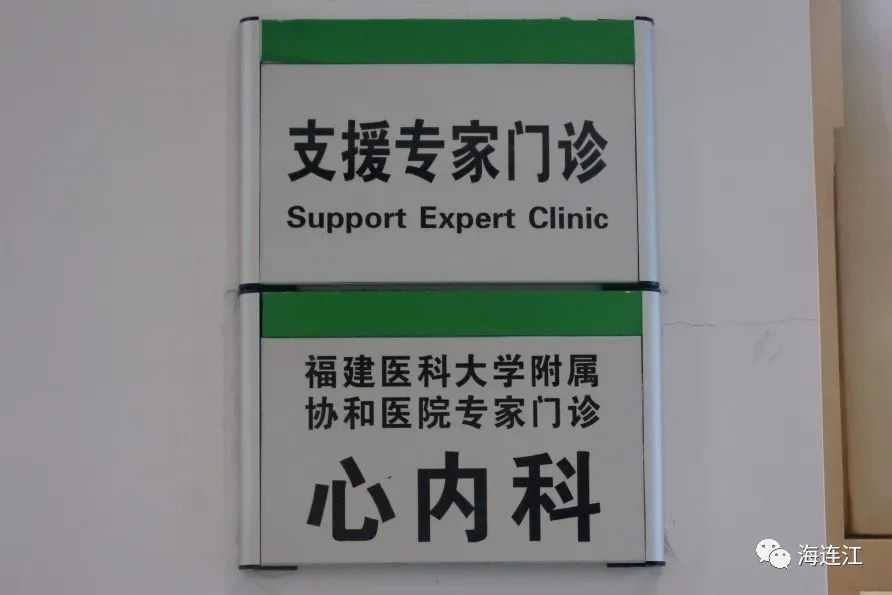 支援专家门诊
Support Expert Clinic
福建医科大学附属
协和医院专家门诊
心内科
海连江